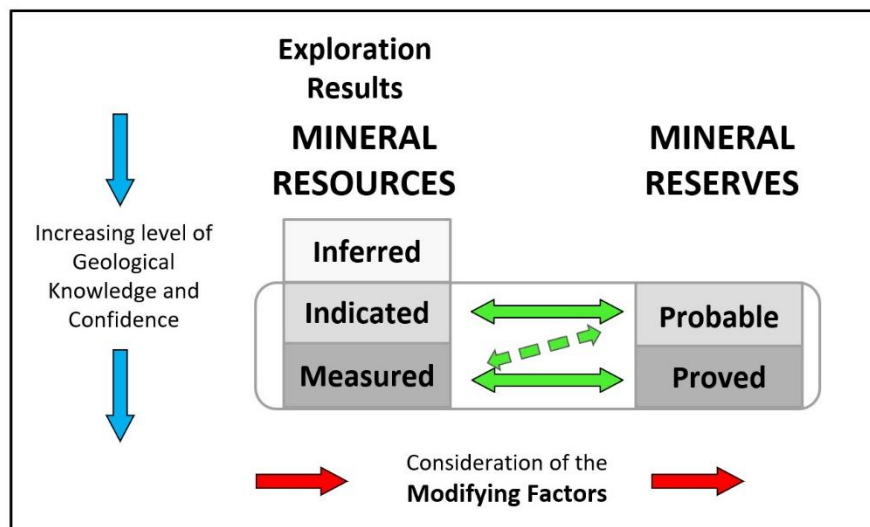 Exploration
Results
MINERAL
RESOURCES
MINERAL
RESERVES
Increasing level of
Geological
Knowledge and
Confidence
Inferred
Indicated
Probable
Measured
Proved
Consideration of the
Modifying Factors